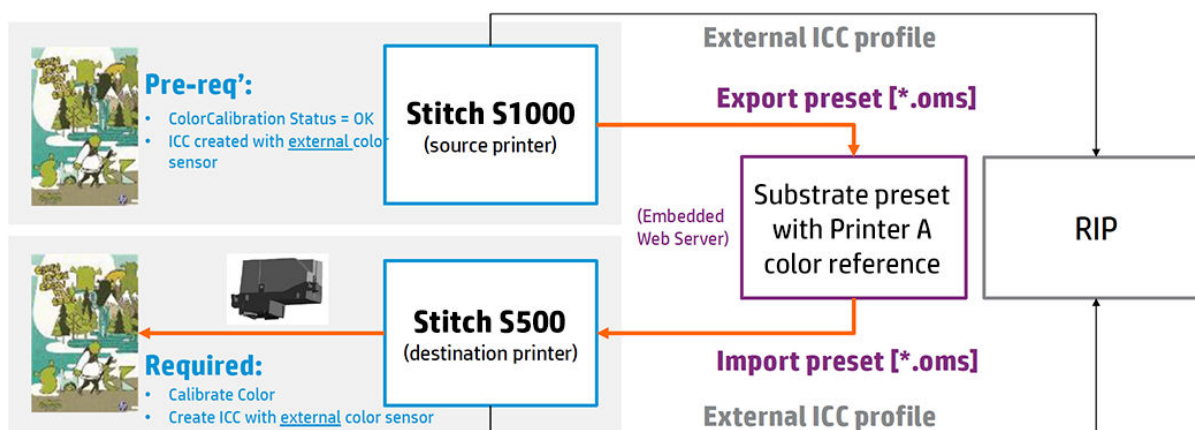 External ICC profile
Pre-req’:
• ColorCalibration Status = OK
• ICC created with external color
sensor
Stitch S1000
(source printer)
Export preset [*.oms]
(Embedded
Web Server)
Substrate preset
with Printer A
color reference
RIP
Stitch S500
(destination printer)
Import preset [*.oms]
Required:
• Calibrate Color
• Create ICC with external color sensor
External ICC profile